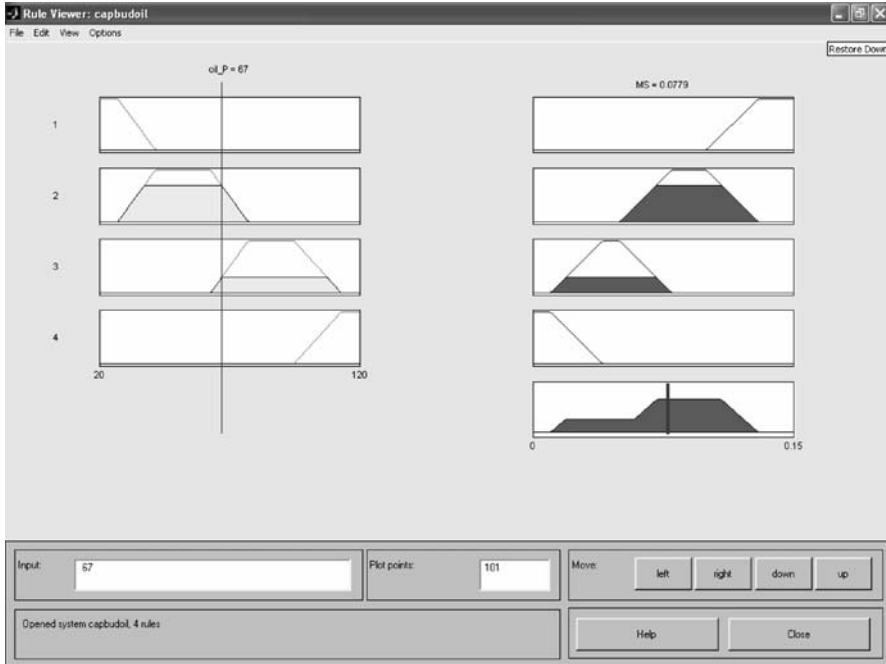 Rule Viewer: capbudoil
File Edit View Options
Restore Down
oil_P = 67
MS = 0.0779
1
2
3
4
20 120
0 0.15
Input: 67
Plot points: 101
Move: left right down up
Opened system capbudoil, 4 rules
Help Close